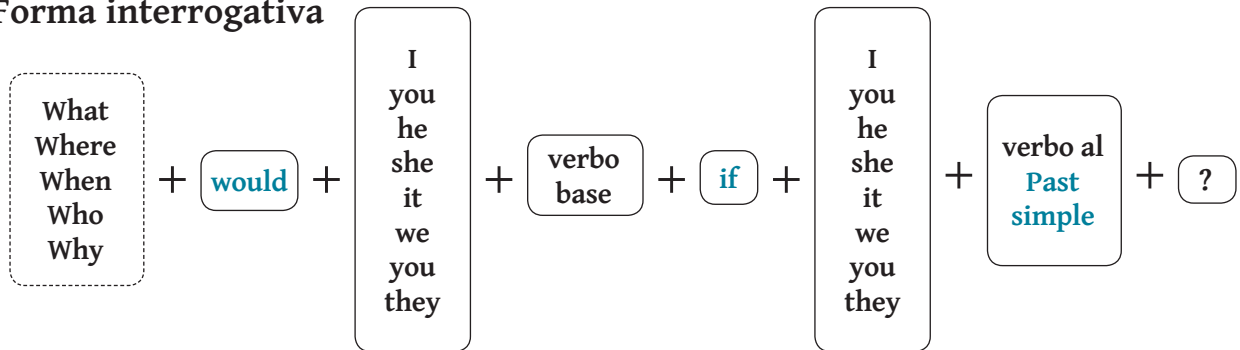 Forma interrogativa
What
Where
When
Who
Why
+
would
+
I
you
he
she
it
we
you
they
+
verbo
base
+
if
+
I
you
he
she
it
we
you
they
+
verbo al
Past
simple
+
?